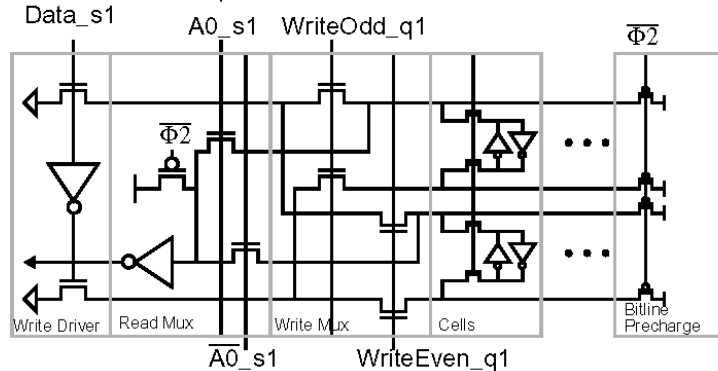 Data_s1
A0_s1
WriteOdd_q1
Φ2
Φ2
Write Driver
Read Mux
Write Mux
Cells
Bitline
Precharge
A0_s1
WriteEven_q1